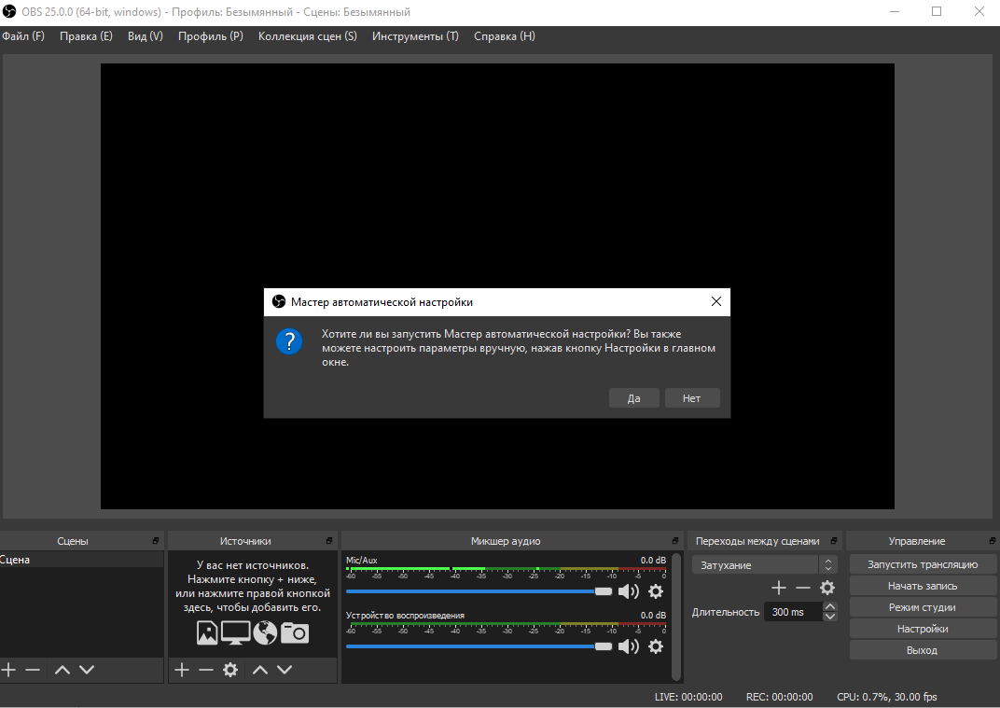 OBS 25.0.0 (64-bit, windows) - Профиль: Безымянный - Сцены: Безымянный
Файл (F) Правка (E) Вид (V) Профиль (P) Коллекция сцен (S) Инструменты (T) Справка (H)
Мастер автоматической настройки
?
Хотите ли вы запустить Мастер автоматической настройки? Вы также
можете настроить параметры вручную, нажав кнопку Настройки в главном
окне.
Да Нет
Сцены
Сцена
Источники
У вас нет источников.
Нажмите кнопку + ниже,
или нажмите правой кнопкой
здесь, чтобы добавить его.
Микшер аудио
Mic/Aux 0.0 dB
-60 -55 -50 -45 -40 -35 -30 -25 -20 -15 -10 -5 0
Устройство воспроизведения 0.0 dB
-60 -55 -50 -45 -40 -35 -30 -25 -20 -15 -10 -5 0
Переходы между сценами
Затухание
Длительность 300 ms
Управление
Запустить трансляцию
Начать запись
Режим студии
Настройки
Выход
LIVE: 00:00:00 REC: 00:00:00 CPU: 0.7%, 30.00 fps